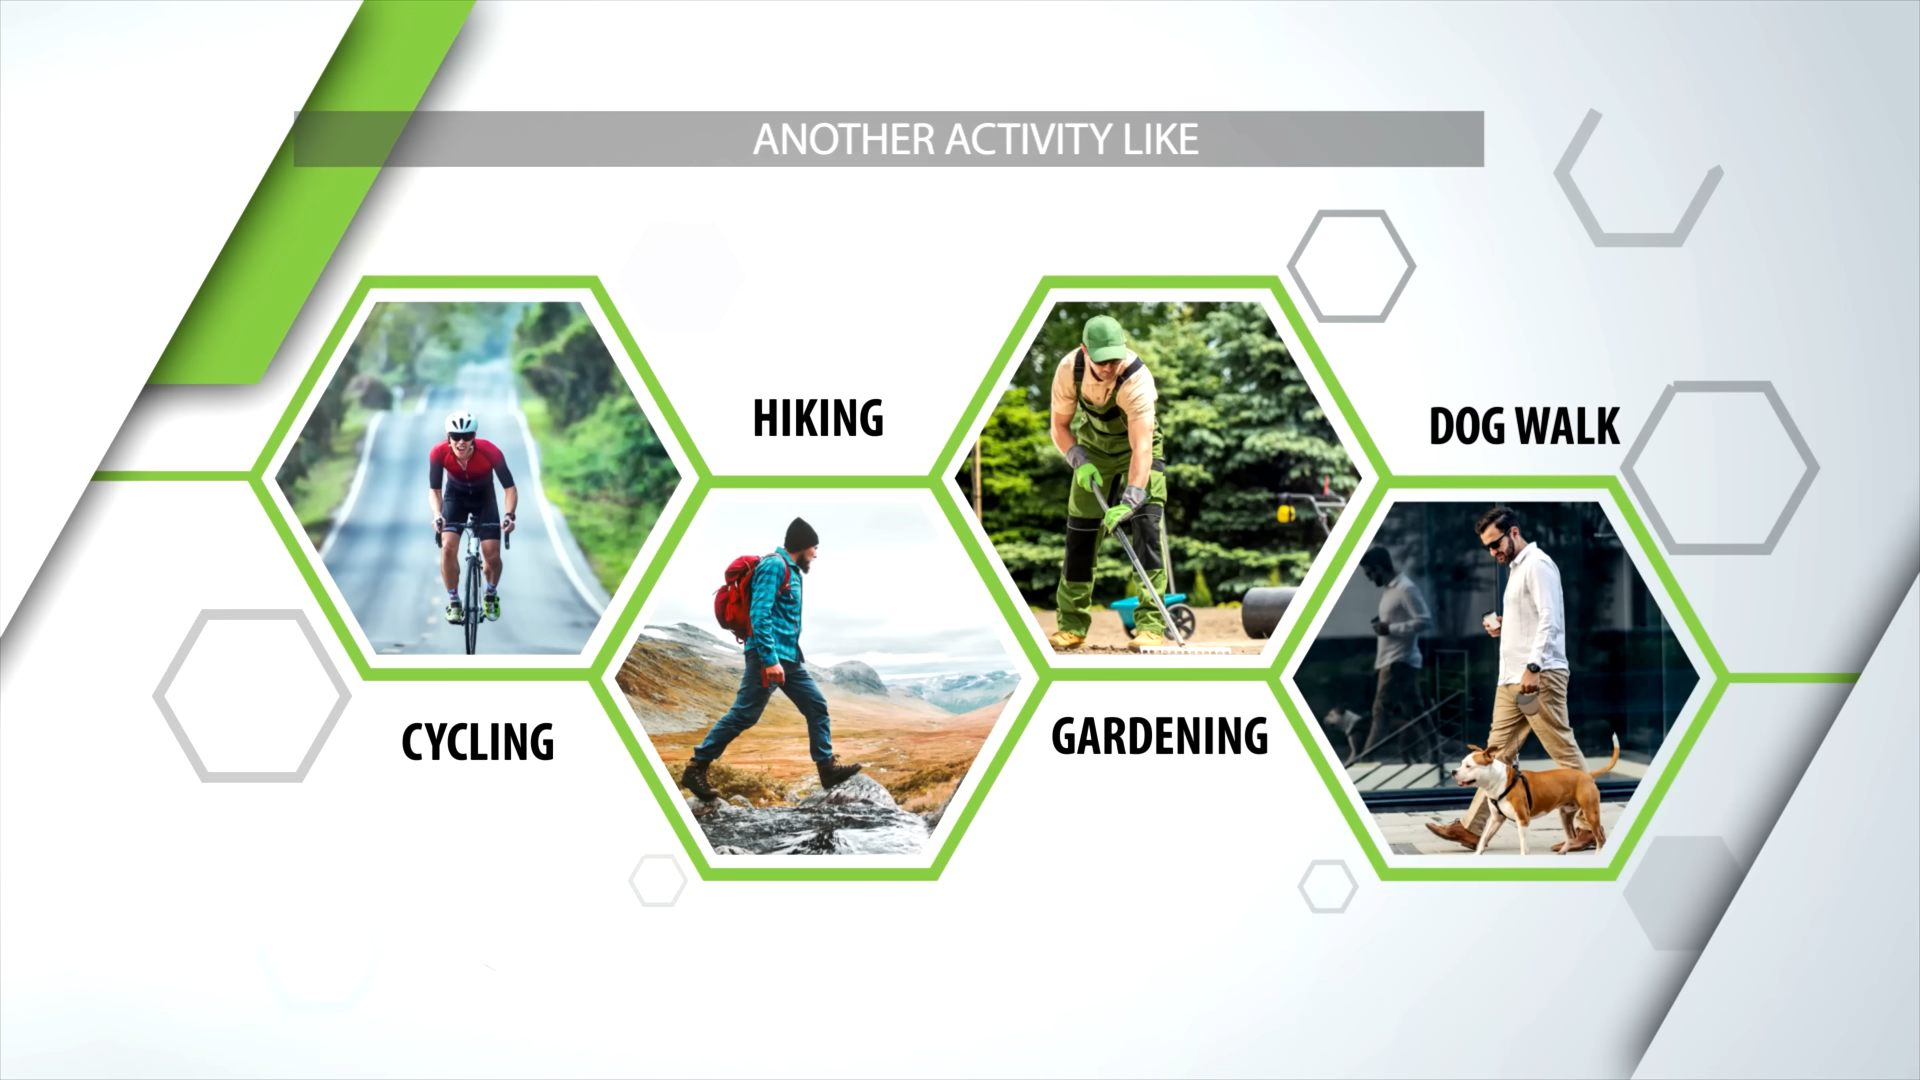 ANOTHER ACTIVITY LIKE
HIKING
DOG WALK
CYCLING
GARDENING